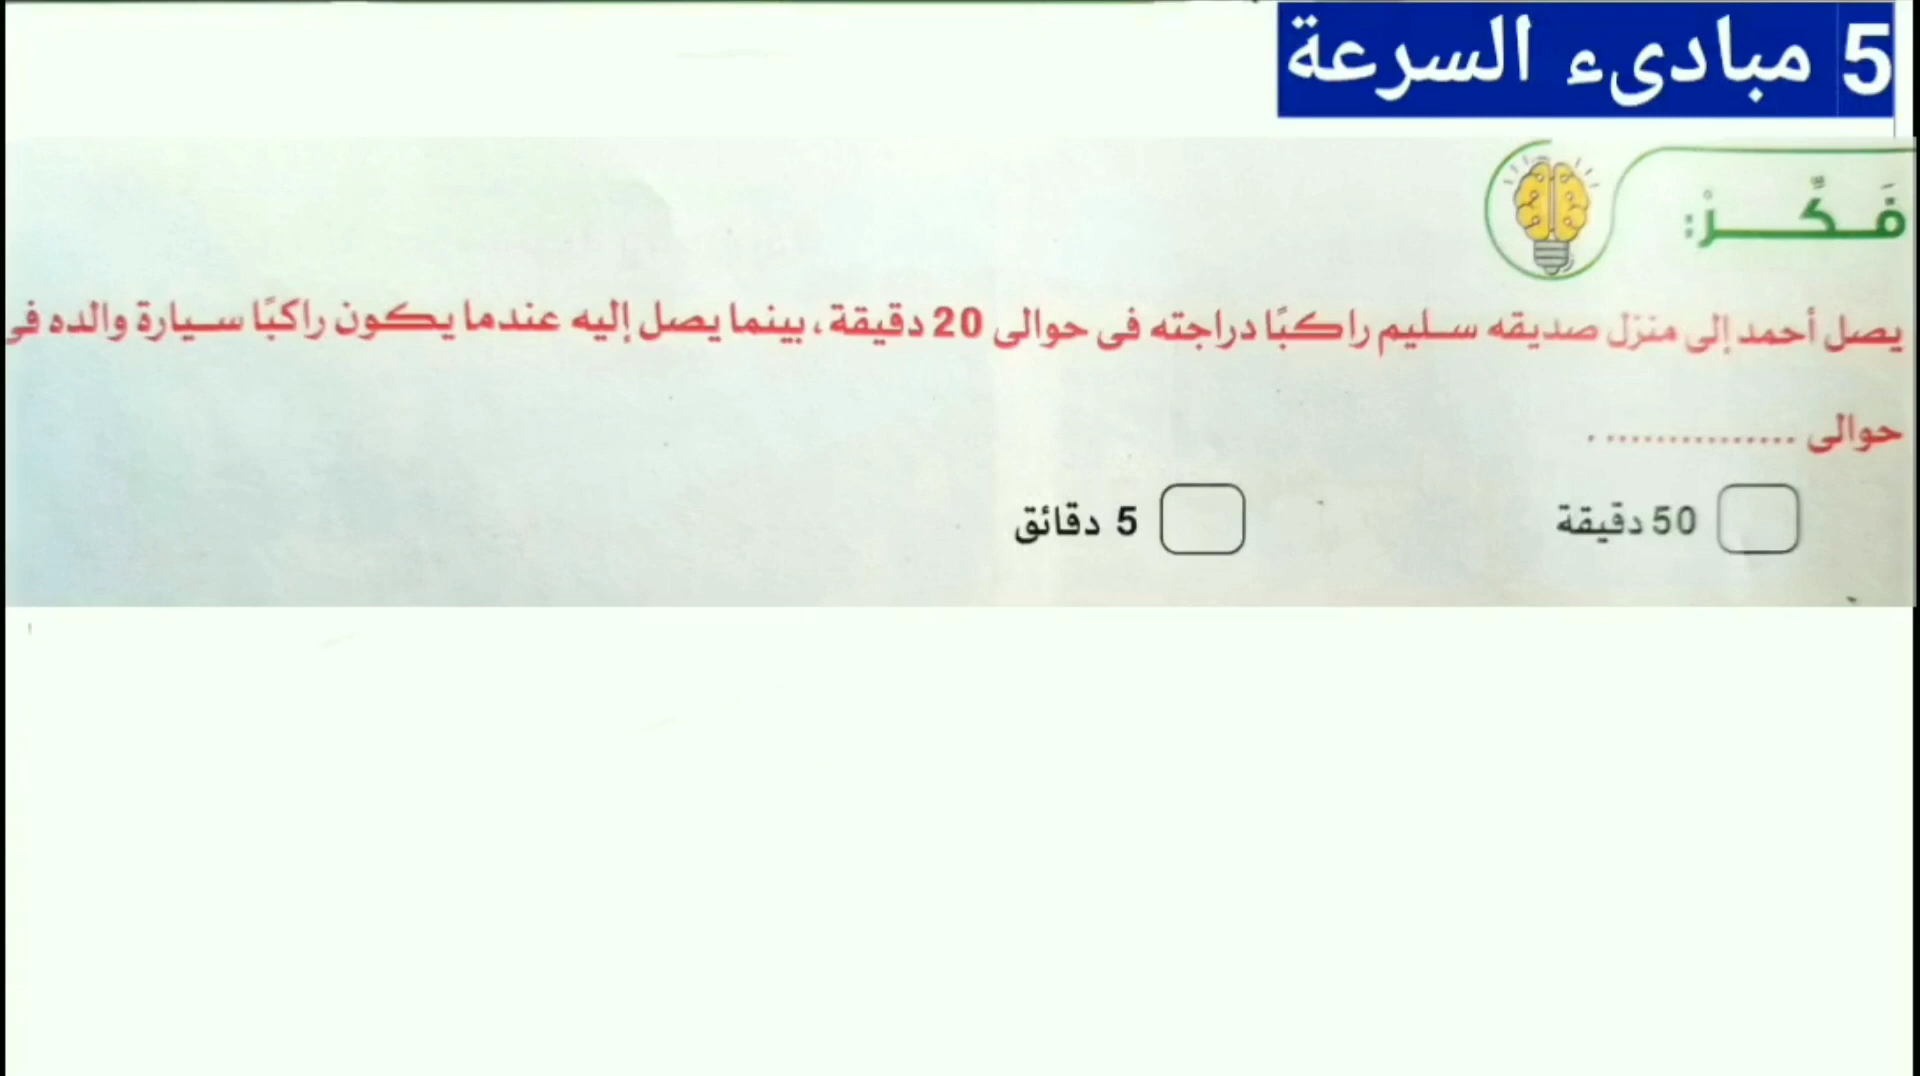 5 مبادىء السرعة
فَكِّرْ:
يصل أحمد إلى منزل صديقه سليم راكبًا دراجته فى حوالى 20 دقيقة، بينما يصل إليه عندما يكون راكبًا سيارة والده فى
حوالى ................ .
50 دقيقة 5 دقائق